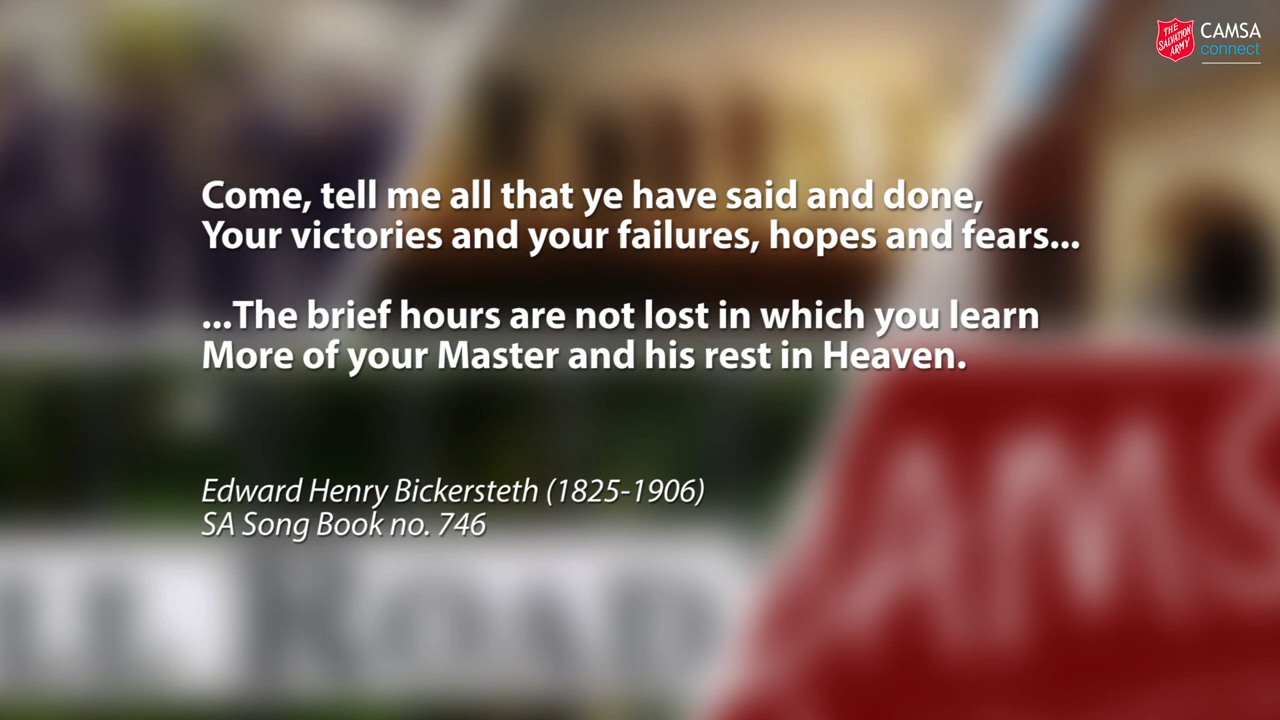 THE
SALVATION
ARMY
CAMSA
connect
Come, tell me all that ye have said and done,
Your victories and your failures, hopes and fears...
...The brief hours are not lost in which you learn
More of your Master and his rest in Heaven.
Edward Henry Bickersteth (1825-1906)
SA Song Book no. 746
AMS
ROAD